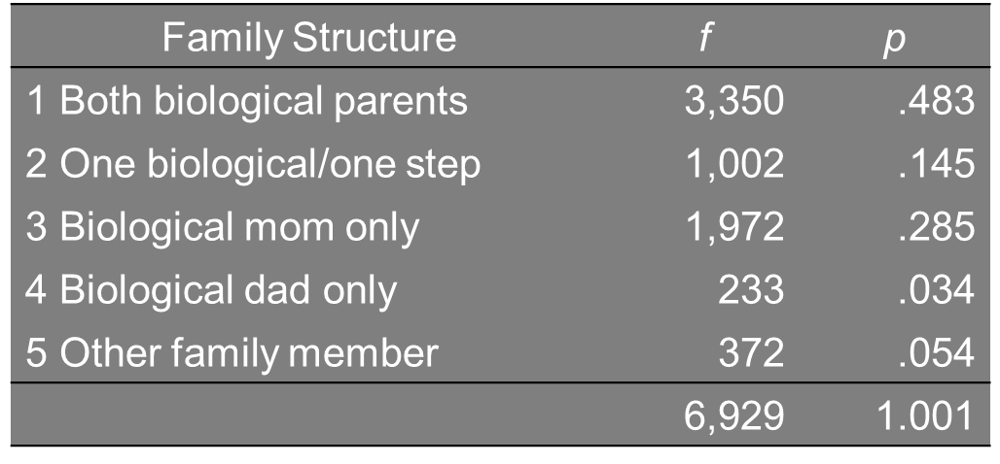 Family Structure f p
1 Both biological parents 3,350 .483
2 One biological/one step 1,002 .145
3 Biological mom only 1,972 .285
4 Biological dad only 233 .034
5 Other family member 372 .054
6,929 1.001